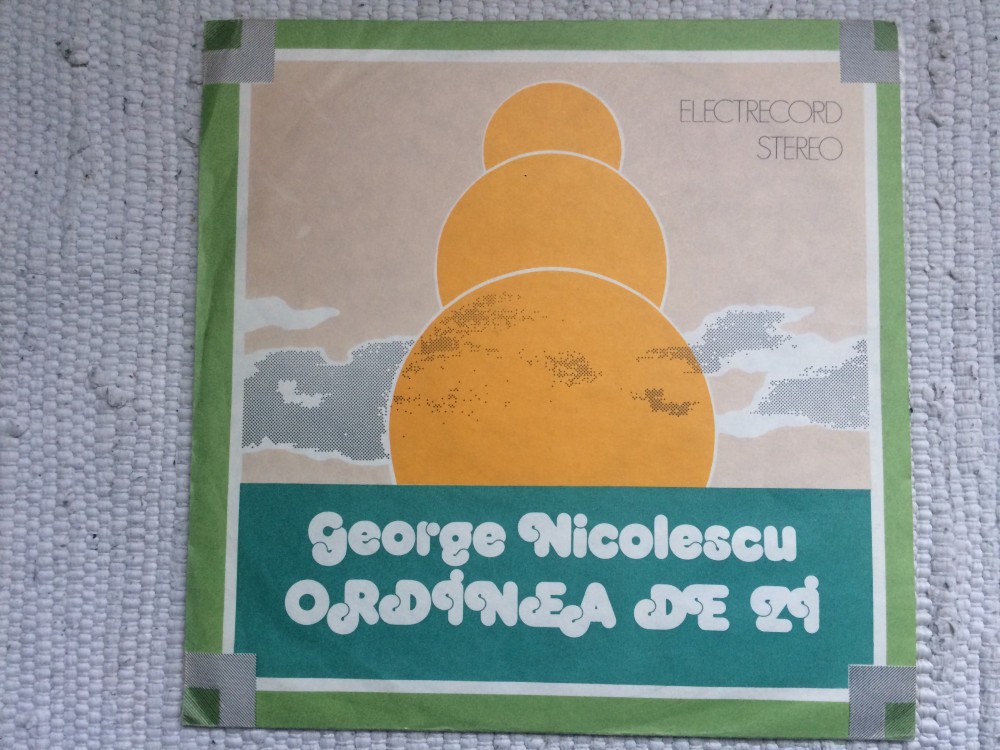 ELECTRECORD
STEREO
George Nicolescu
ORDINEA DE ZI